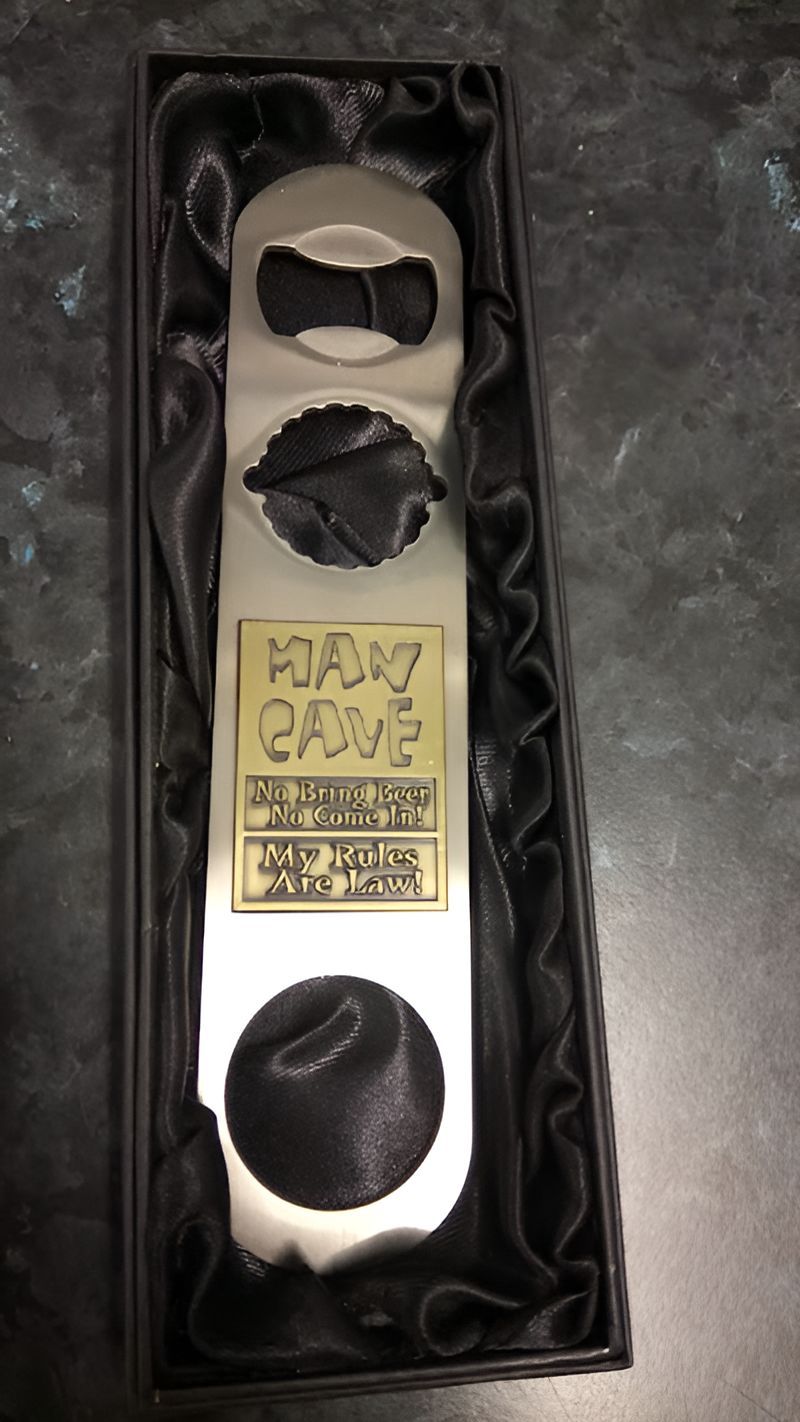 MAN
CAVE
No Bring Beer
No Come In!
My Rules
Are Law!